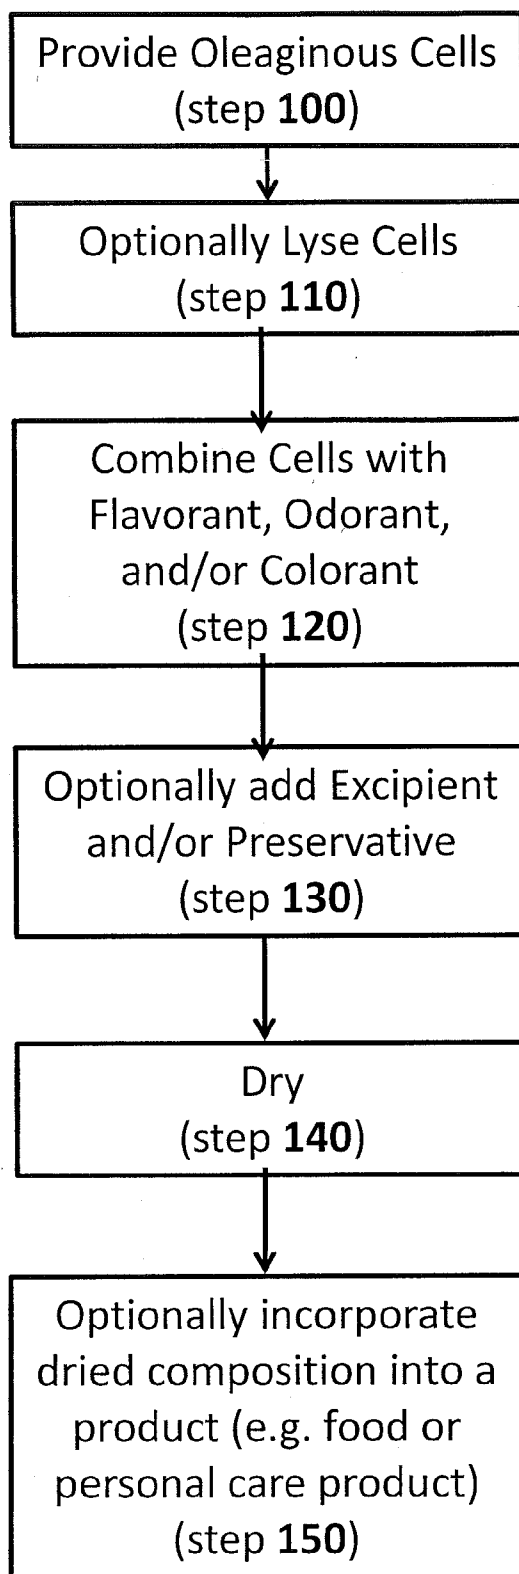 Provide Oleaginous Cells
(step 100)
Optionally Lyse Cells
(step 110)
Combine Cells with
Flavorant, Odorant,
and/or Colorant
(step 120)
Optionally add Excipient
and/or Preservative
(step 130)
Dry
(step 140)
Optionally incorporate
dried composition into a
product (e.g. food or
personal care product)
(step 150)